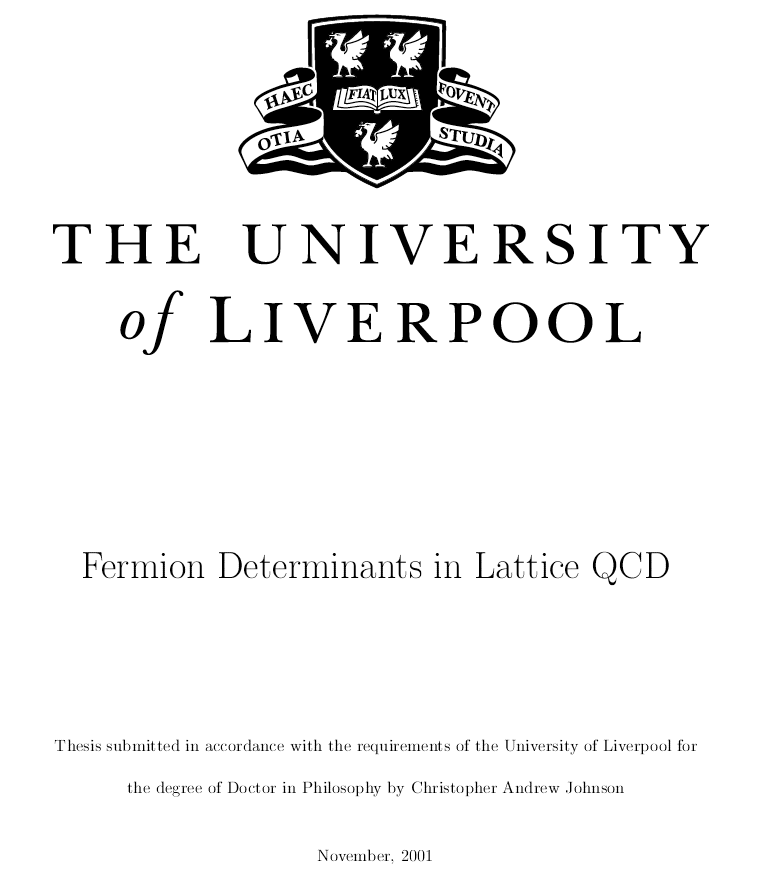 HAEC FIAT LUX FOVENT
OTIA STUDIA
THE UNIVERSITY
of LIVERPOOL
Fermion Determinants in Lattice QCD
Thesis submitted in accordance with the requirements of the University of Liverpool for
the degree of Doctor in Philosophy by Christopher Andrew Johnson
November, 2001